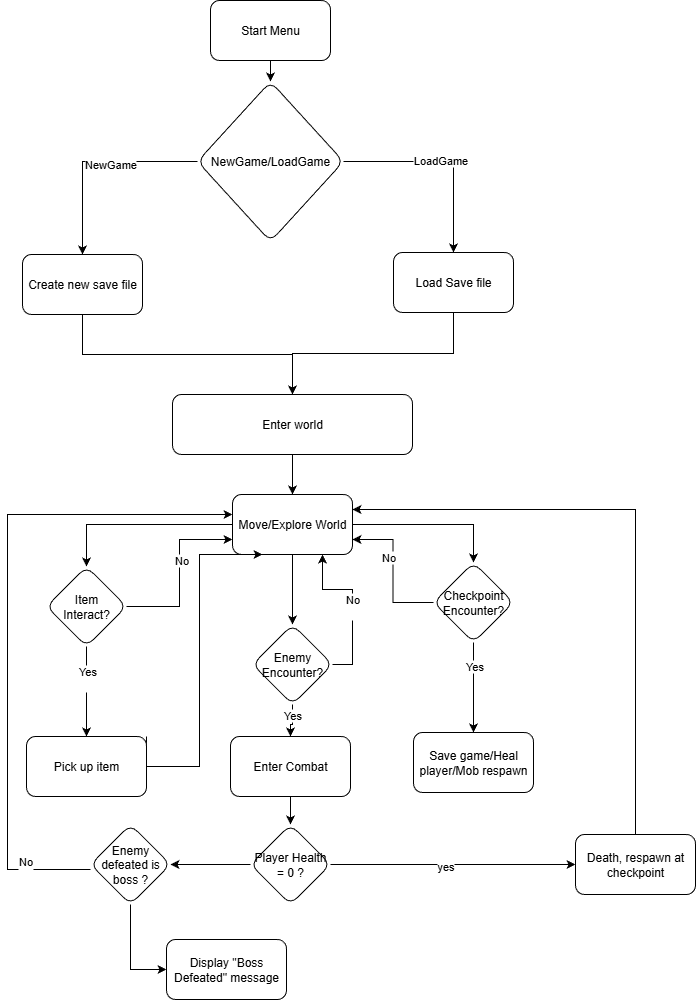 Start Menu
NewGame/LoadGame
NewGame
LoadGame
Create new save file
Load Save file
Enter world
Move/Explore World
No
No
No
Item
Interact?
Checkpoint
Encounter?
Enemy
Encounter?
Yes
Yes
Yes
Pick up item
Enter Combat
Save game/Heal
player/Mob respawn
No
Enemy
defeated is
boss ?
Player Health
= 0 ?
yes
Death, respawn at
checkpoint
Display "Boss
Defeated" message